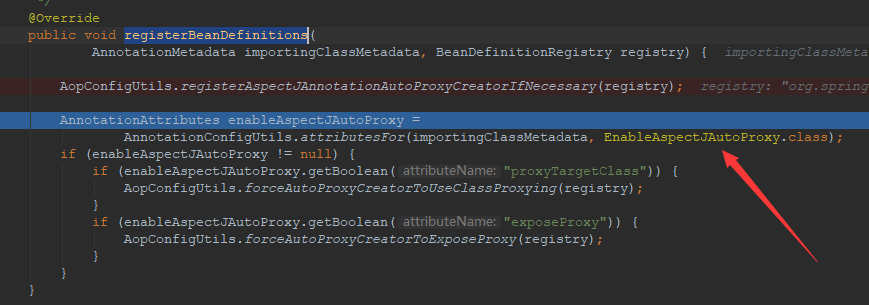 */
@Override
public void registerBeanDefinitions(
AnnotationMetadata importingClassMetadata, BeanDefinitionRegistry registry) { importingClassMeta
AopConfigUtils.registerAspectJAnnotationAutoProxyCreatorIfNecessary(registry); registry: "org.spring
AnnotationAttributes enableAspectJAutoProxy =
AnnotationConfigUtils.attributesFor(importingClassMetadata, EnableAspectJAutoProxy.class);
if (enableAspectJAutoProxy != null) {
if (enableAspectJAutoProxy.getBoolean( attributeName: "proxyTargetClass")) {
AopConfigUtils.forceAutoProxyCreatorToUseClassProxying(registry);
}
if (enableAspectJAutoProxy.getBoolean( attributeName: "exposeProxy")) {
AopConfigUtils.forceAutoProxyCreatorToExposeProxy(registry);
}
}
}